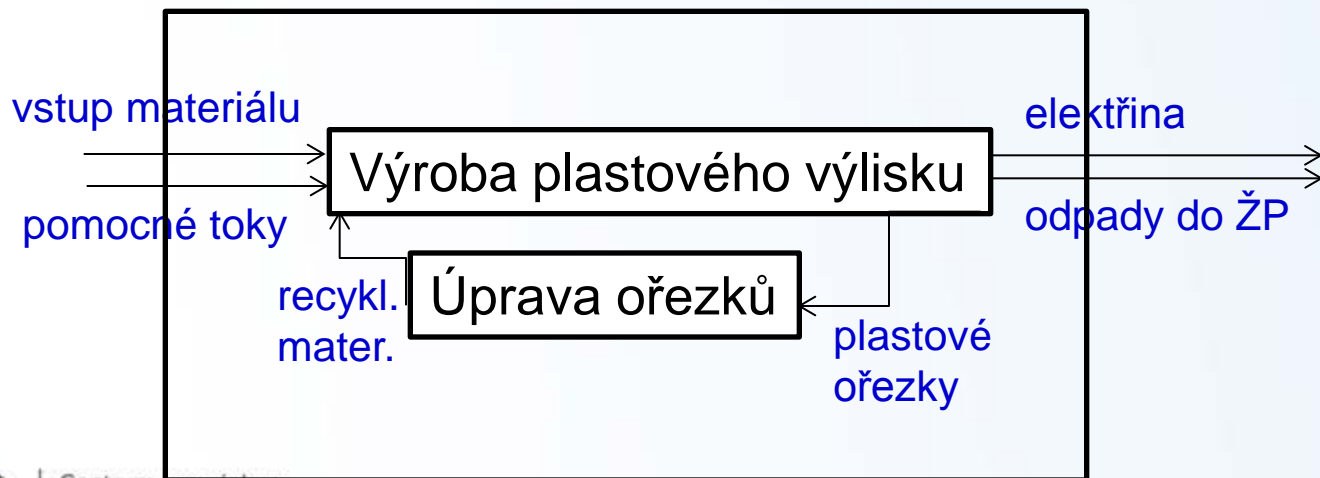 vstup materiálu
elektřina
Výroba plastového výlisku
pomocné toky
odpady do ŽP
recykl.
mater.
Úprava ořezků
plastové
ořezky